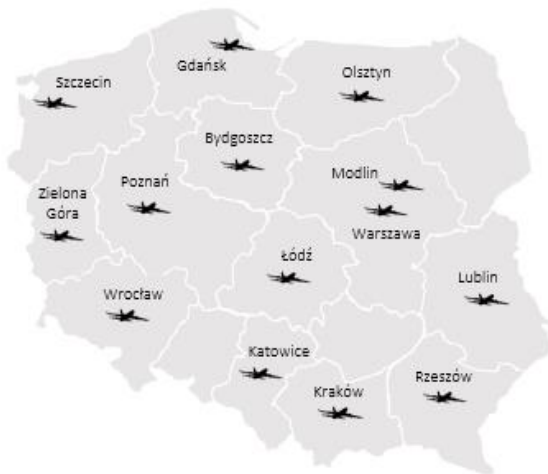 Gdańsk
Szczecin
Olsztyn
Bydgoszcz
Poznań
Modlin
Zielona
Góra
Warszawa
Łódź
Lublin
Wrocław
Katowice
Rzeszów
Kraków